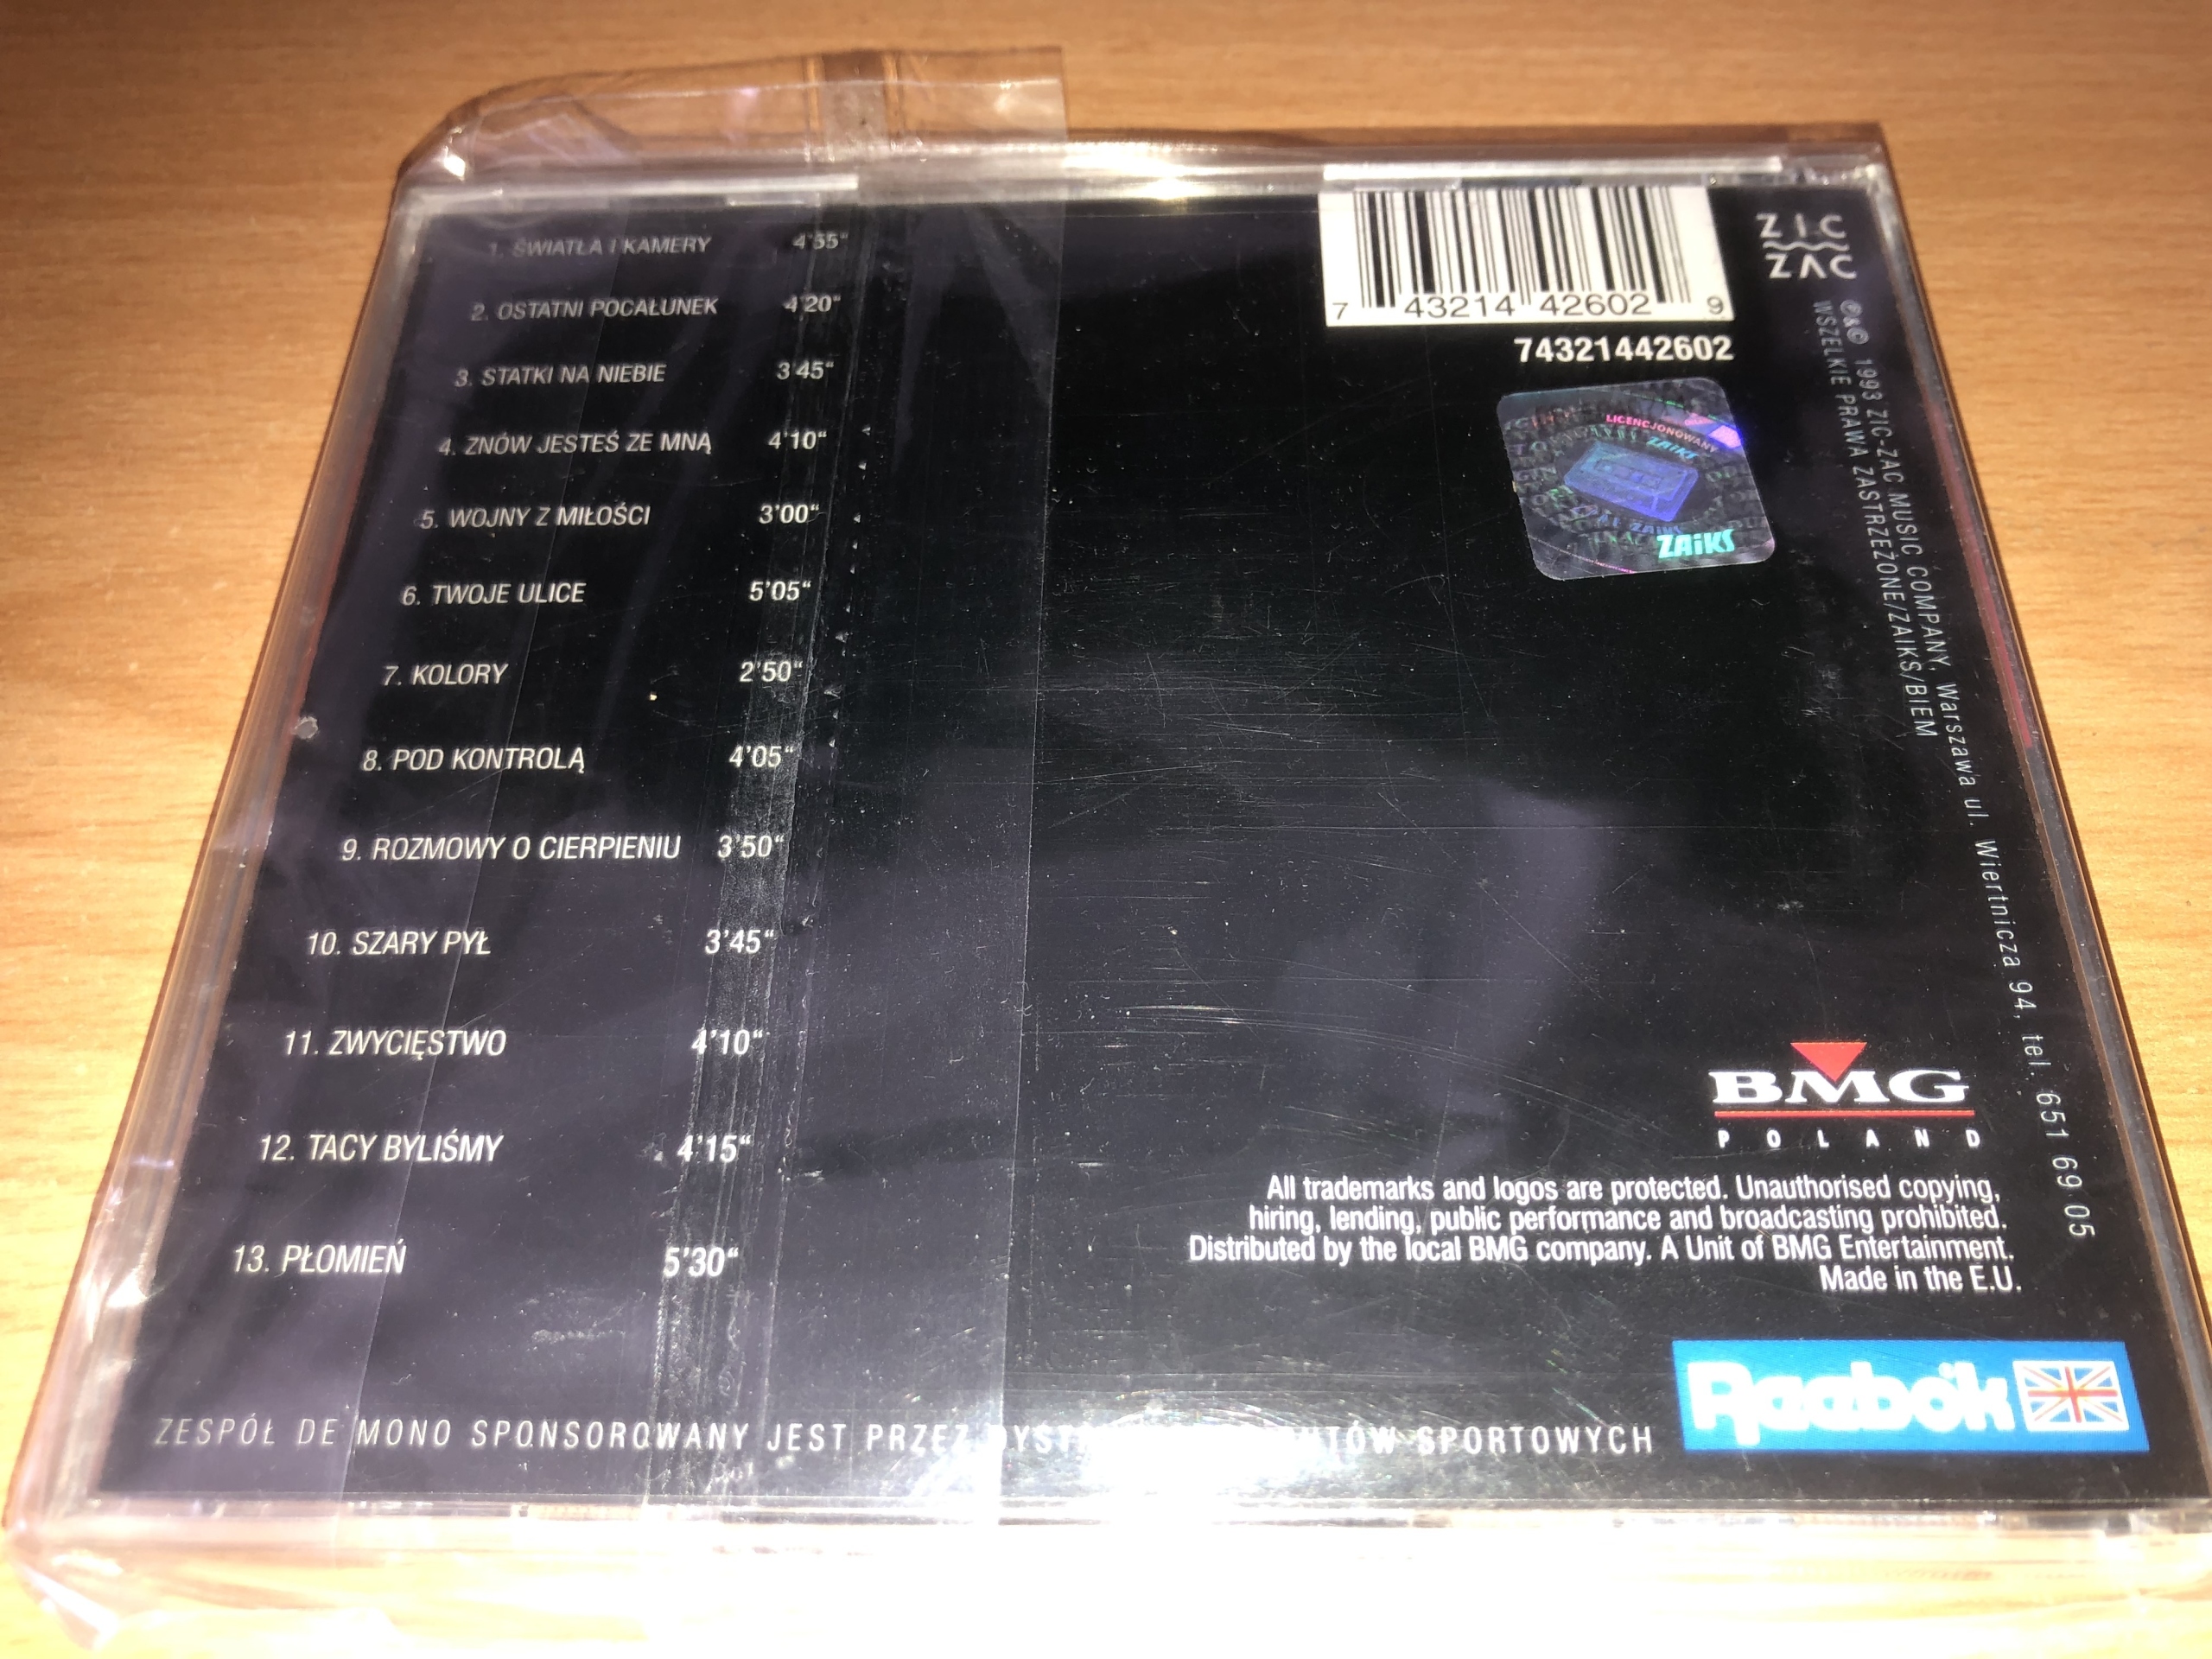 1. ŚWIATŁA I KAMERY 4'55“
2. OSTATNI POCAŁUNEK 4'20“
3. STATKI NA NIEBIE 3'45“
4. ZNÓW JESTEŚ ZE MNĄ 4'10“
5. WOJNY Z MIŁOŚCI 3'00“
6. TWOJE ULICE 5'05“
7. KOLORY 2'50“
8. POD KONTROLĄ 4'05“
9. ROZMOWY O CIERPIENIU 3'50“
10. SZARY PYŁ 3'45“
11. ZWYCIĘSTWO 4'10“
12. TACY BYLIŚMY 4'15“
13. PŁOMIEŃ 5'30“
7 43214 42602 9
74321442602
LICENCJONOWANY
ZAiKS
ZAiKS
ZIC
ZAC
℗&© 1993 ZIC-ZAC MUSIC COMPANY, Warszawa ul. Wiertnicza 94, tel. 651 69 05
WSZELKIE PRAWA ZASTRZEŻONE/ZAIKS/BIEM
BMG
POLAND
All trademarks and logos are protected. Unauthorised copying,
hiring, lending, public performance and broadcasting prohibited.
Distributed by the local BMG company. A Unit of BMG Entertainment.
Made in the E.U.
ZESPÓŁ DE MONO SPONSOROWANY JEST PRZEZ SPORTOWYCH
Reebok